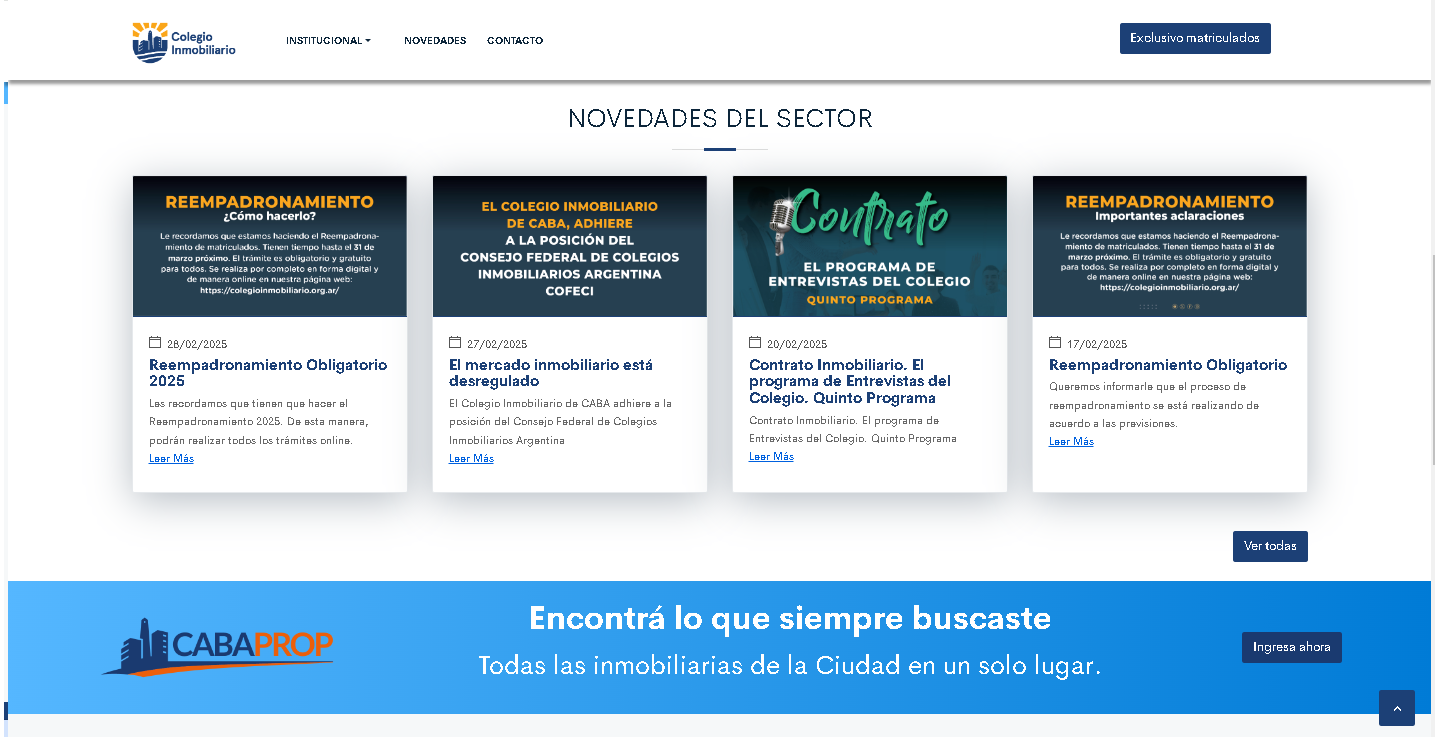 Colegio
Inmobiliario
INSTITUCIONAL
NOVEDADES
CONTACTO
Exclusivo matriculados
NOVEDADES DEL SECTOR
REEMPADRONAMIENTO
¿Cómo hacerlo?
Le recordamos que estamos haciendo el Reempadrona-
miento de matriculados. Tienen tiempo hasta el 31 de
marzo próximo. El trámite es obligatorio y gratuito
para todos. Se realiza por completo en forma digital y
de manera online en nuestra página web:
https://colegioinmobiliario.org.ar/
28/02/2025
Reempadronamiento Obligatorio
2025
Les recordamos que tienen que hacer el
Reempadronamiento 2025. De esta manera,
podrán realizar todos los trámites online.
Leer Más
EL COLEGIO INMOBILIARIO
DE CABA, ADHIERE
A LA POSICIÓN DEL
CONSEJO FEDERAL DE COLEGIOS
INMOBILIARIOS ARGENTINA
COFECI
27/02/2025
El mercado inmobiliario está
desregulado
El Colegio Inmobiliario de CABA adhiere a la
posición del Consejo Federal de Colegios
Inmobiliarios Argentina
Leer Más
Contrato
EL PROGRAMA DE
ENTREVISTAS DEL COLEGIO
QUINTO PROGRAMA
20/02/2025
Contrato Inmobiliario. El
programa de Entrevistas del
Colegio. Quinto Programa
Contrato Inmobiliario. El programa de
Entrevistas del Colegio. Quinto Programa
Leer Más
REEMPADRONAMIENTO
Importantes aclaraciones
Le recordamos que estamos haciendo el Reempadrona-
miento de matriculados. Tienen tiempo hasta el 31 de
marzo próximo. El trámite es obligatorio y gratuito
para todos. Se realiza por completo en forma digital y
de manera online en nuestra página web:
https://colegioinmobiliario.org.ar/
17/02/2025
Reempadronamiento Obligatorio
Queremos informarle que el proceso de
reempadronamiento se está realizando de
acuerdo a las previsiones.
Leer Más
Ver todas
CABAPROP
Encontrá lo que siempre buscaste
Todas las inmobiliarias de la Ciudad en un solo lugar.
Ingresa ahora